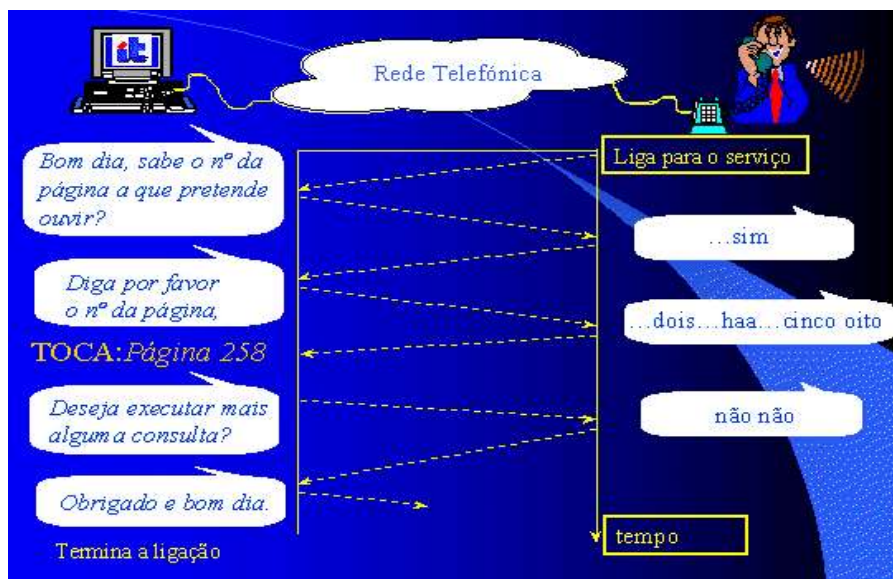 it
Rede Telefónica
Liga para o serviço
Bom dia, sabe o nº da
página a que pretende
ouvir?
...sim
Diga por favor
o nº da página,
...dois...haa...cinco oito
TOCA:Página 258
Deseja executar mais
alguma consulta?
não não
Obrigado e bom dia.
Termina a ligação
tempo